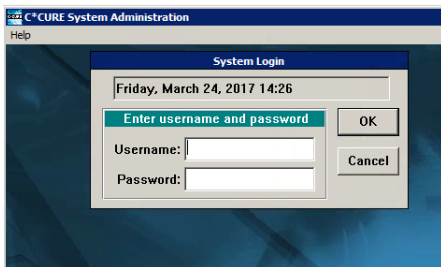 C•CURE System Administration
Help
System Login
Friday, March 24, 2017 14:26
Enter username and password
Username:
Password:
OK
Cancel